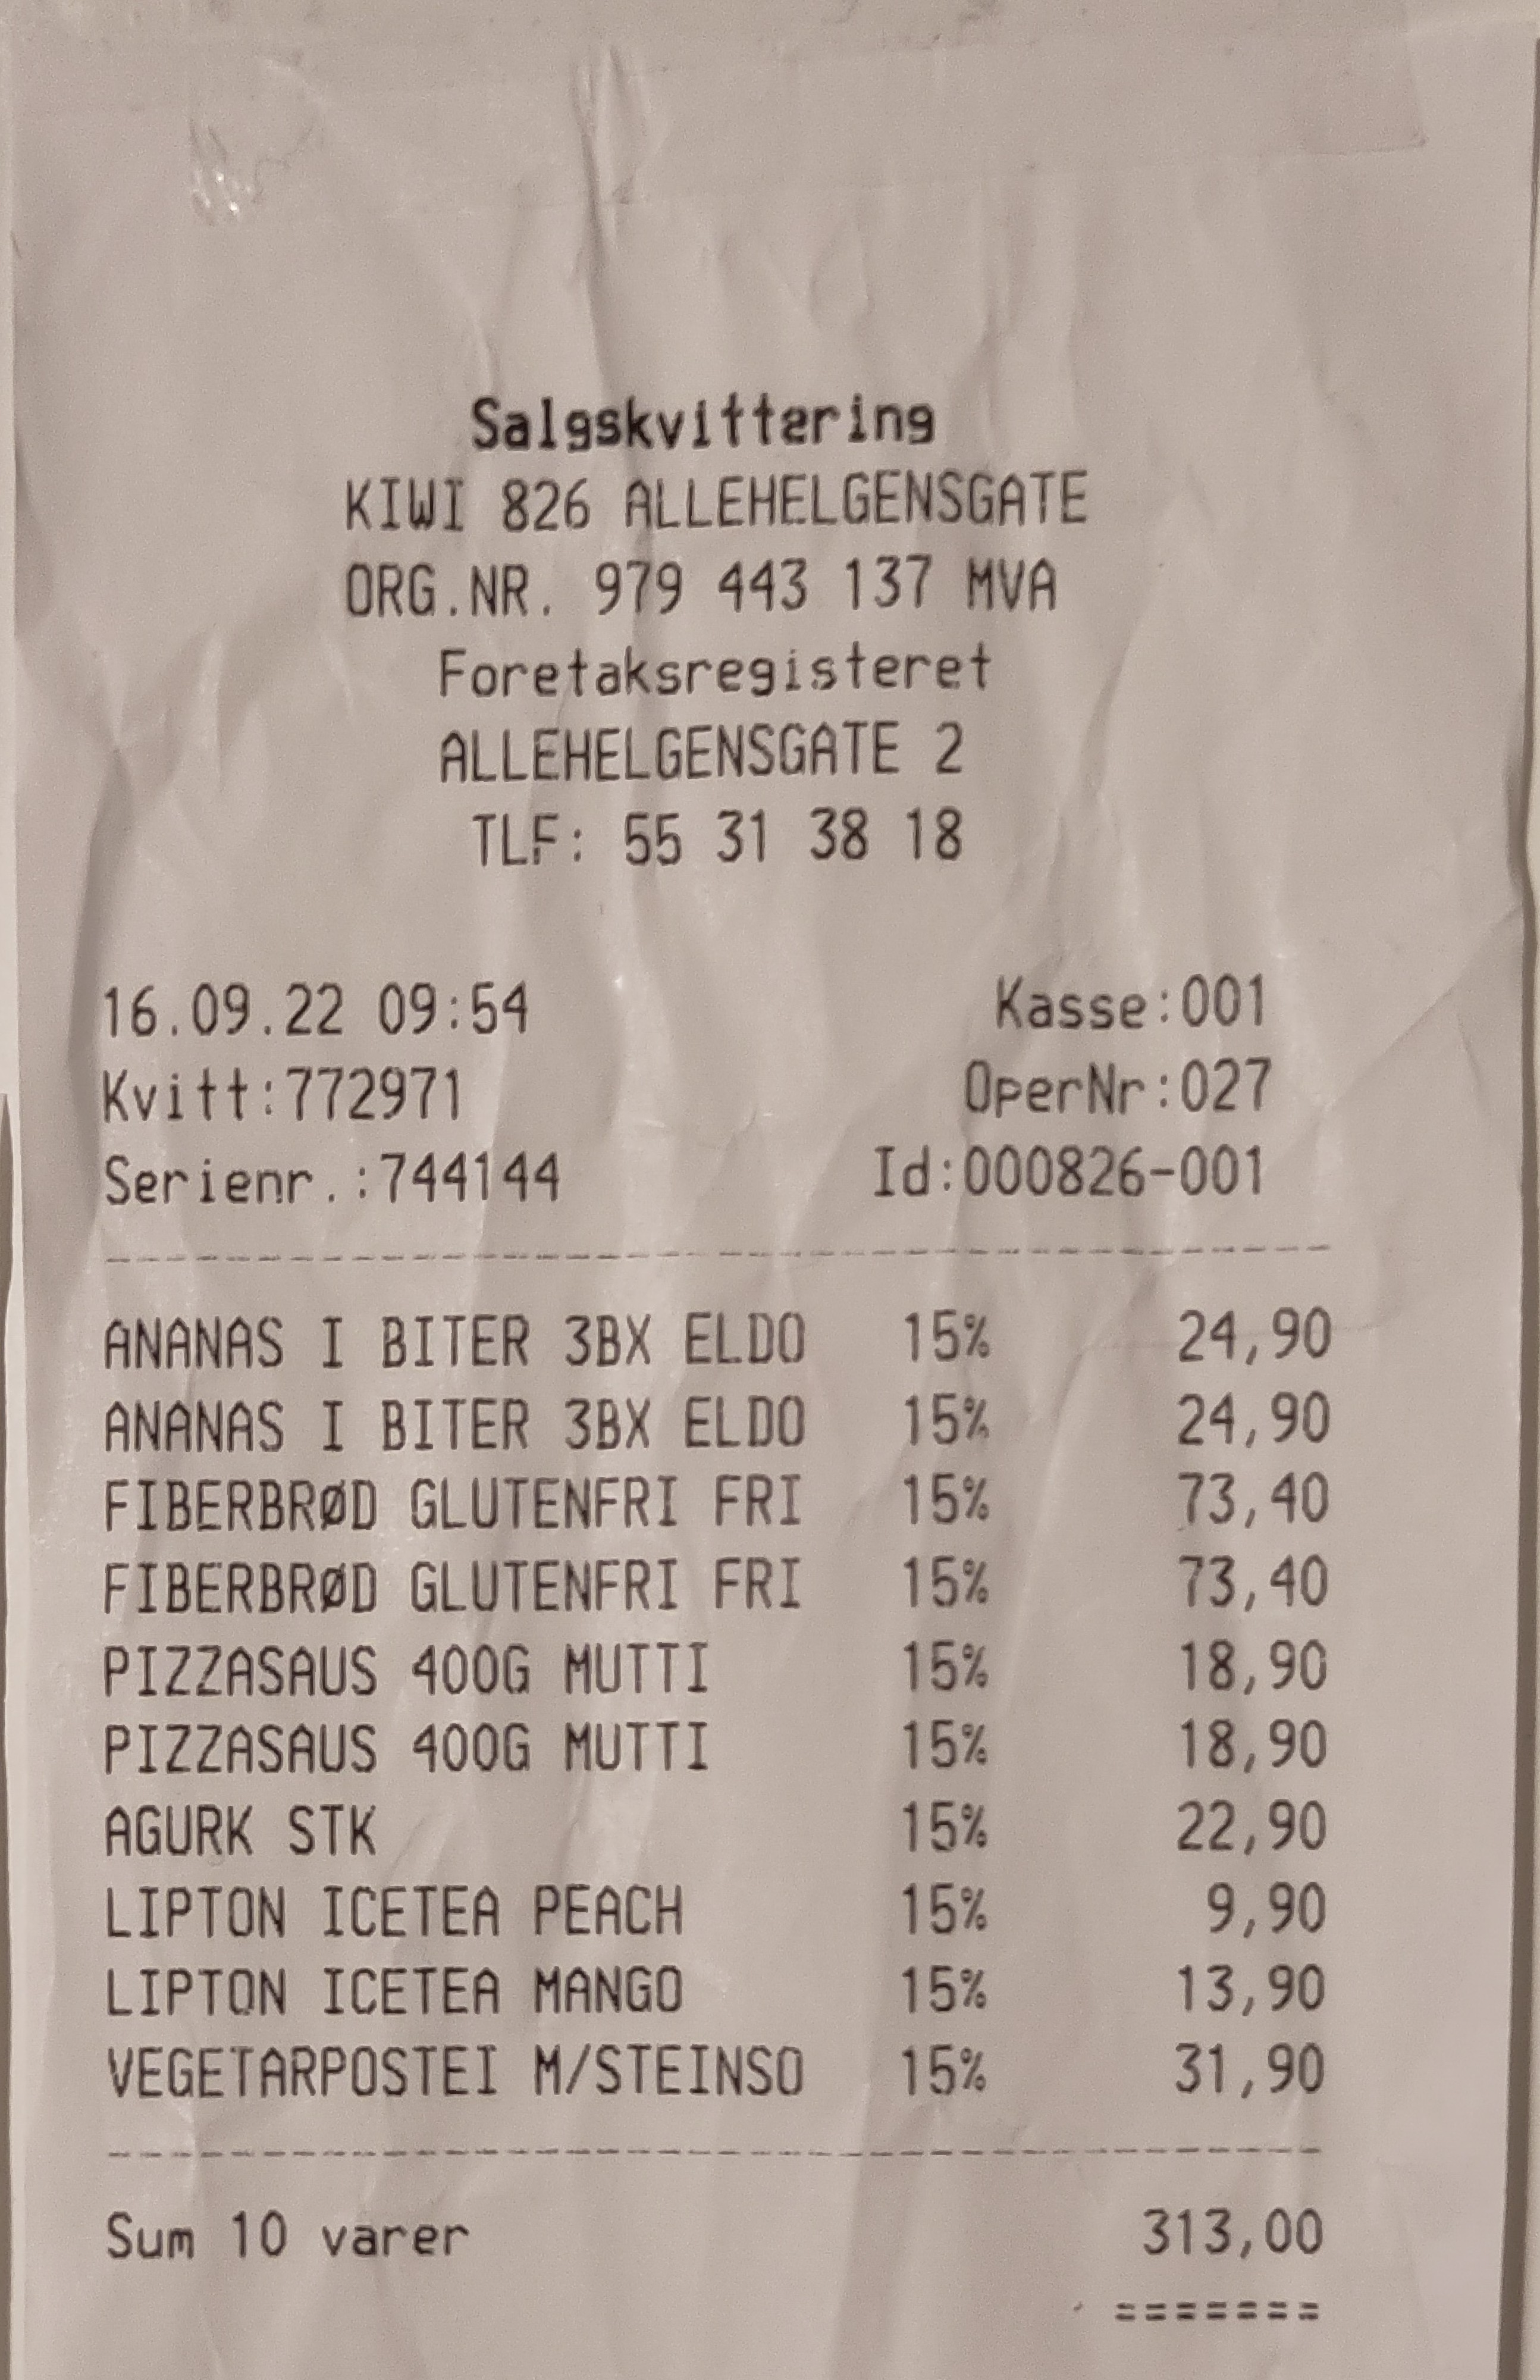 Salgskvittering
KIWI 826 ALLEHELGENSGATE
ORG.NR. 979 443 137 MVA
Foretaksregisteret
ALLEHELGENSGATE 2
TLF: 55 31 38 18
16.09.22 09:54 Kasse:001
Kvitt:772971 OperNr:027
Serienr.:744144 Id:000826-001
ANANAS I BITER 3BX ELDO 15% 24,90
ANANAS I BITER 3BX ELDO 15% 24,90
FIBERBRØD GLUTENFRI FRI 15% 73,40
FIBERBRØD GLUTENFRI FRI 15% 73,40
PIZZASAUS 400G MUTTI 15% 18,90
PIZZASAUS 400G MUTTI 15% 18,90
AGURK STK 15% 22,90
LIPTON ICETEA PEACH 15% 9,90
LIPTON ICETEA MANGO 15% 13,90
VEGETARPOSTEI M/STEINSO 15% 31,90
Sum 10 varer 313,00
=======